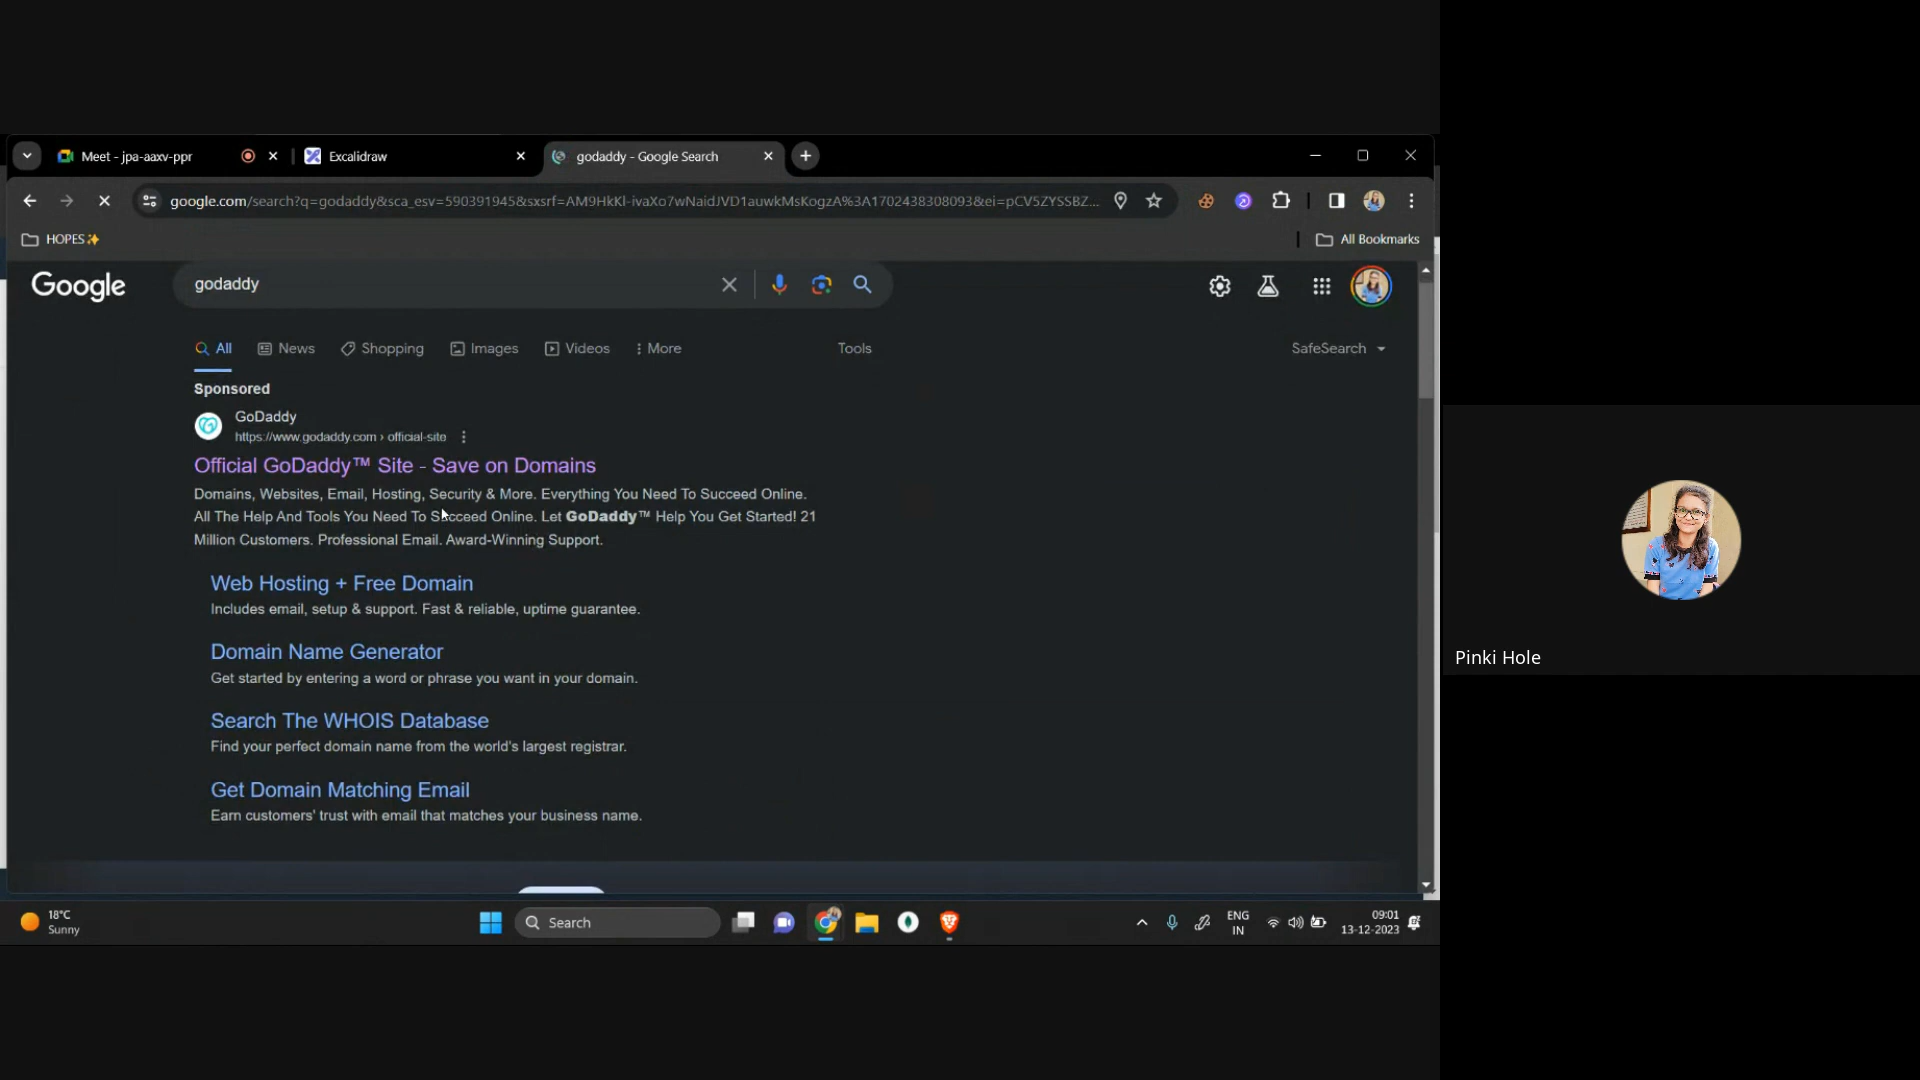 Meet - jpa-aaxv-ppr
Excalidraw
godaddy - Google Search
google.com/search?q=godaddy&sca_esv=590391945&sxsrf=AM9HkKl-ivaXo7wNaidJVD1auwkMsKogzA%3A1702438308093&ei=pCV5ZYSSBZ...
HOPES✨
All Bookmarks
Google
godaddy
All
News
Shopping
Images
Videos
More
Tools
SafeSearch
Sponsored
GoDaddy
https://www.godaddy.com › official-site
Official GoDaddy™ Site - Save on Domains
Domains, Websites, Email, Hosting, Security & More. Everything You Need To Succeed Online.
All The Help And Tools You Need To Succeed Online. Let GoDaddy™ Help You Get Started! 21
Million Customers. Professional Email. Award-Winning Support.
Web Hosting + Free Domain
Includes email, setup & support. Fast & reliable, uptime guarantee.
Domain Name Generator
Get started by entering a word or phrase you want in your domain.
Search The WHOIS Database
Find your perfect domain name from the world's largest registrar.
Get Domain Matching Email
Earn customers' trust with email that matches your business name.
Pinki Hole
18°C
Sunny
Search
ENG
IN
09:01
13-12-2023